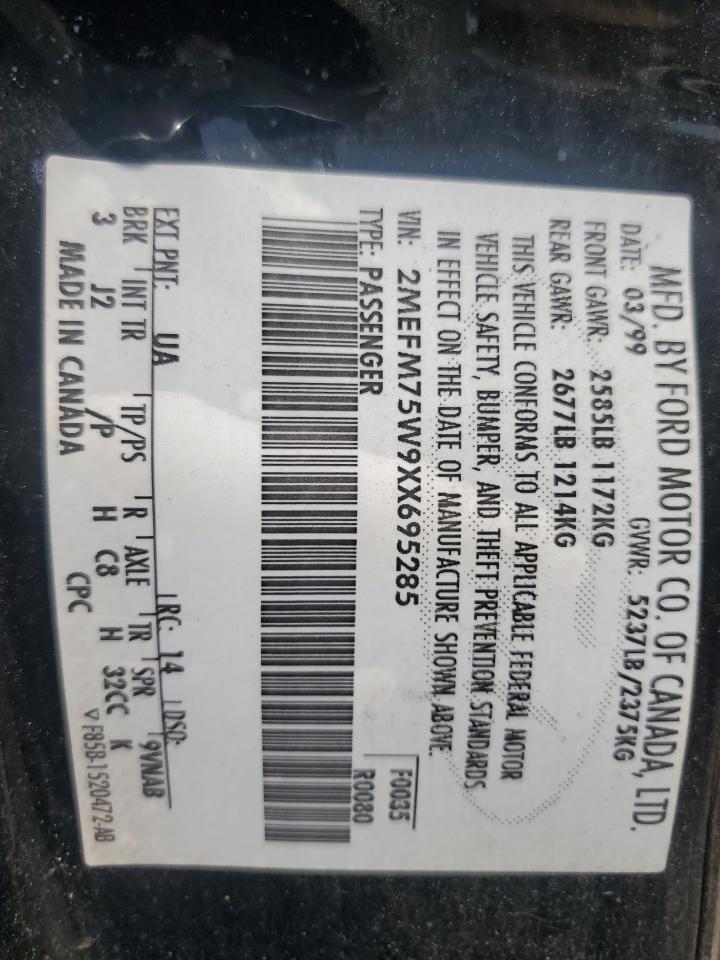 MFD. BY FORD MOTOR CO. OF CANADA, LTD.
DATE: 03/99 GVWR: 5237LB/2375KG
FRONT GAWR: 2585LB 1172KG
REAR GAWR: 2677LB 1214KG
THIS VEHICLE CONFORMS TO ALL APPLICABLE FEDERAL MOTOR
VEHICLE SAFETY, BUMPER, AND THEFT PREVENTION STANDARDS
IN EFFECT ON THE DATE OF MANUFACTURE SHOWN ABOVE.
VIN: 2MEFM75W9XX695285 F0035
TYPE: PASSENGER R0080
EXT PNT: UA RC: 14 DSO:
BRK INT TR TP/PS R AXLE TR SPR 9VNAB
3 J2 /P H C8 H 32CC K
MADE IN CANADA CPC F85B-1520472-AB